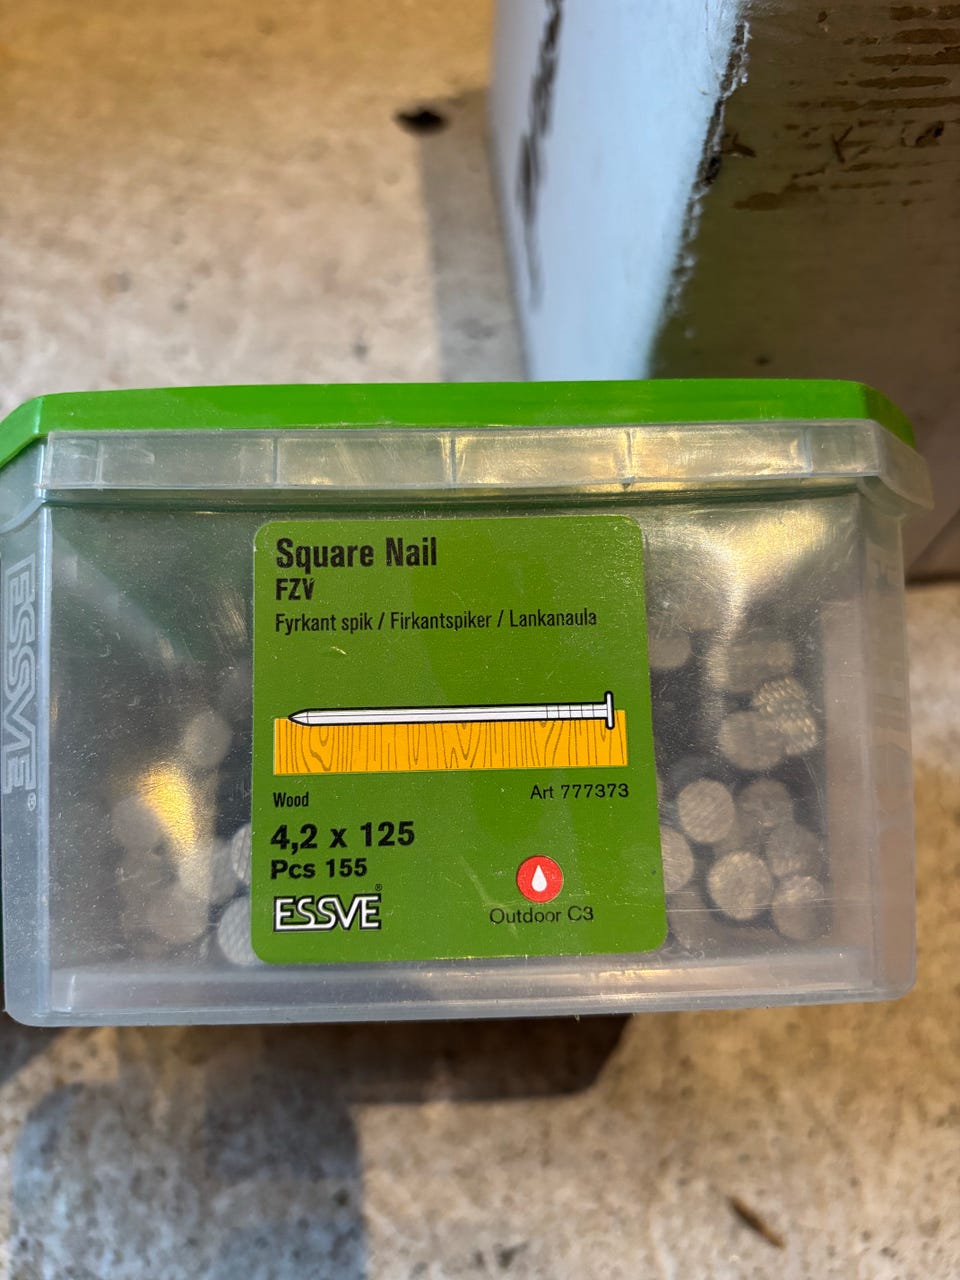 Square Nail
FZV
Fyrkant spik / Firkantspiker / Lankanaula
Wood
Art 777373
4,2 x 125
Pcs 155
ESSVE®
Outdoor C3
ESSVE®